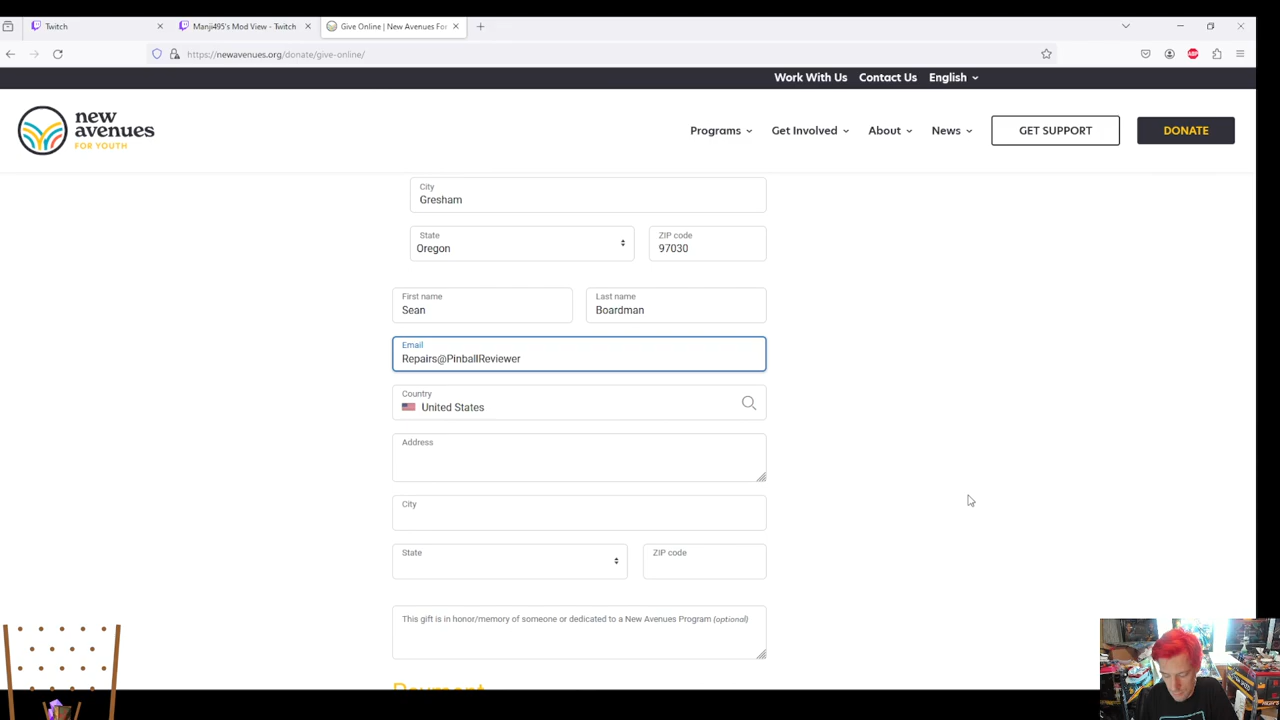 Twitch
Manji495's Mod View - Twitch
Give Online | New Avenues For
https://newavenues.org/donate/give-online/
Work With Us Contact Us English
new avenues FOR YOUTH
Programs Get Involved About News GET SUPPORT DONATE
City
Gresham
State
Oregon
ZIP code
97030
First name
Sean
Last name
Boardman
Email
Repairs@PinballReviewer
Country
United States
Address
City
State
ZIP code
This gift is in honor/memory of someone or dedicated to a New Avenues Program (optional)
Payment